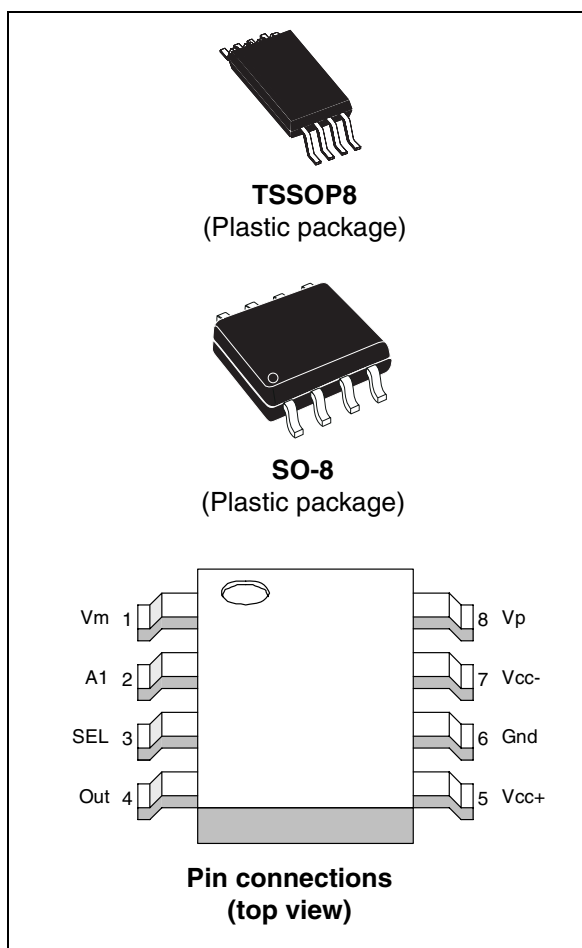 TSSOP8
(Plastic package)
SO-8
(Plastic package)
Vm 1
8 Vp
A1 2
7 Vcc-
SEL 3
6 Gnd
Out 4
5 Vcc+
Pin connections
(top view)